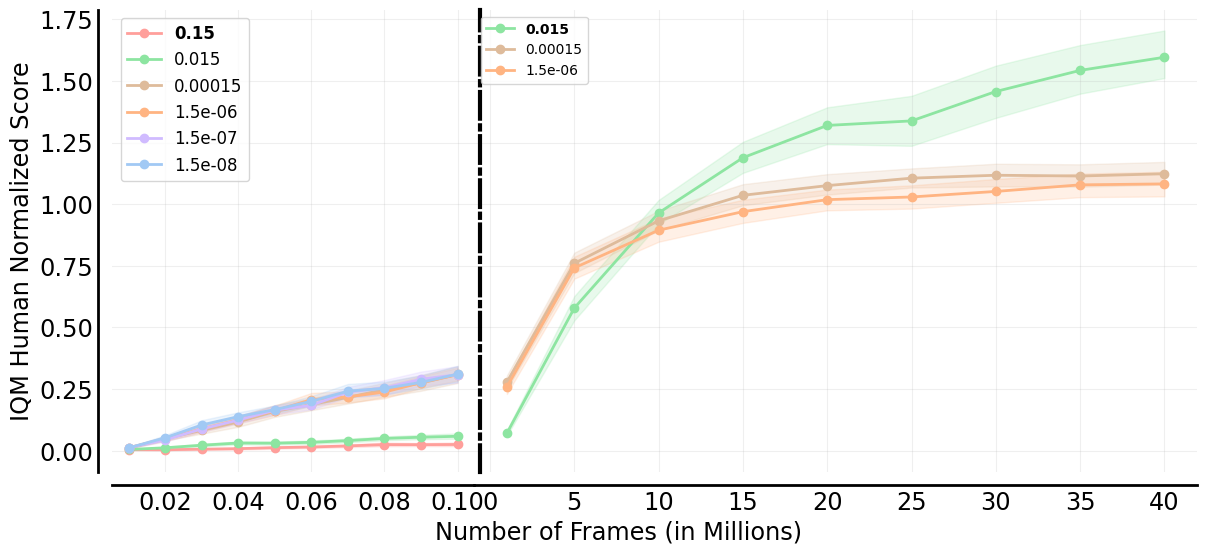 IQM Human Normalized Score
1.75
1.50
1.25
1.00
0.75
0.50
0.25
0.00
0.15
0.015
0.00015
1.5e-06
1.5e-07
1.5e-08
0.015
0.00015
1.5e-06
0.02 0.04 0.06 0.08 0.100 0 5 10 15 20 25 30 35 40
Number of Frames (in Millions)